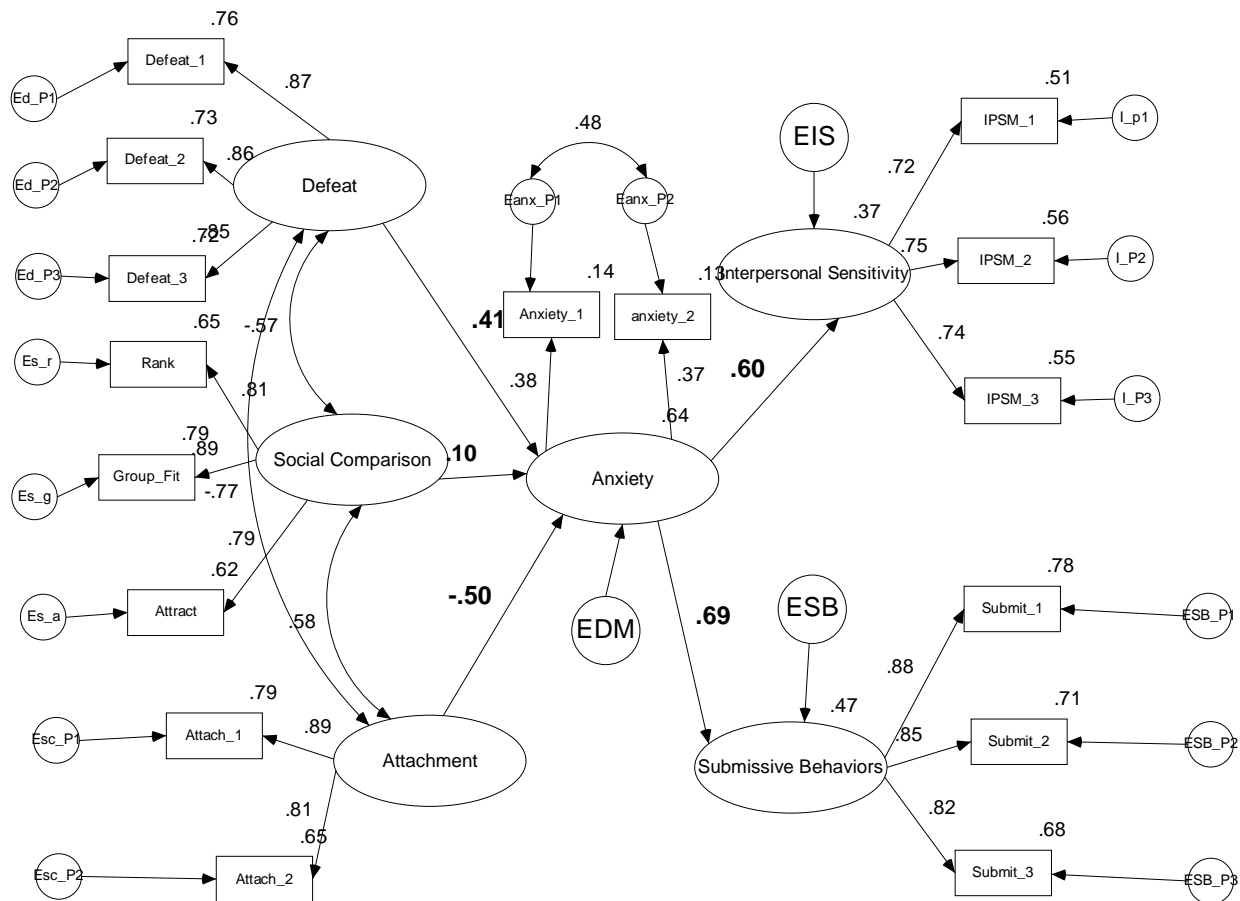 .76
Defeat_1
Ed_P1
.87
.51
IPSM_1
I_p1
EIS
.48
.73
Defeat_2
.86
Ed_P2
Defeat
Eanx_P1
Eanx_P2
.72
.37
.56
.75
IPSM_2
I_P2
.72
.85
Defeat_3
Ed_P3
.14
.13
Interpersonal Sensitivity
Anxiety_1
anxiety_2
.65
-.57
.41
.74
Es_r
Rank
.81
.38
.37
.60
.55
IPSM_3
I_P3
.64
.79
.89
Social Comparison
.10
Group_Fit
Es_g
-.77
Anxiety
.79
.62
Es_a
Attract
-.50
.58
EDM
.69
ESB
.78
Submit_1
ESB_P1
.88
.79
Esc_P1
Attach_1
.89
Attachment
.47
.71
.85
Submit_2
ESB_P2
Submissive Behaviors
.81
.65
Esc_P2
Attach_2
.82
.68
Submit_3
ESB_P3